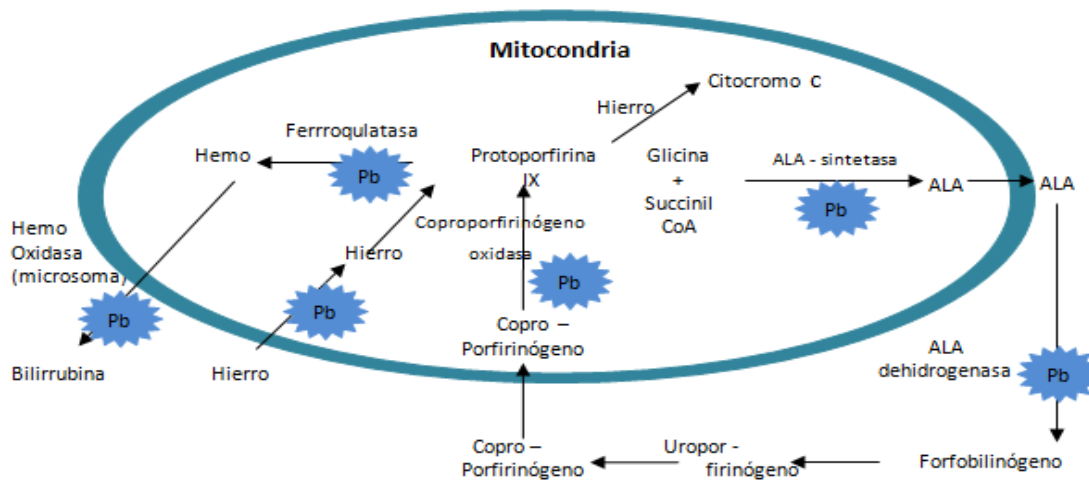 Mitocondria
Citocromo c
Hierro
Ferrroqulatasa
Hemo
Pb
Protoporfirina
IX
Glicina
+
Succinil
CoA
ALA - sintetasa
Pb
ALA
ALA
Hemo
Oxidasa
(microsoma)
Pb
Bilirrubina
Hierro
Pb
Hierro
Coproporfirinógeno
oxidasa
Pb
Copro –
Porfirinógeno
ALA
dehidrogenasa
Pb
Copro –
Porfirinógeno
Uropor -
firinógeno
Forfobilinógeno